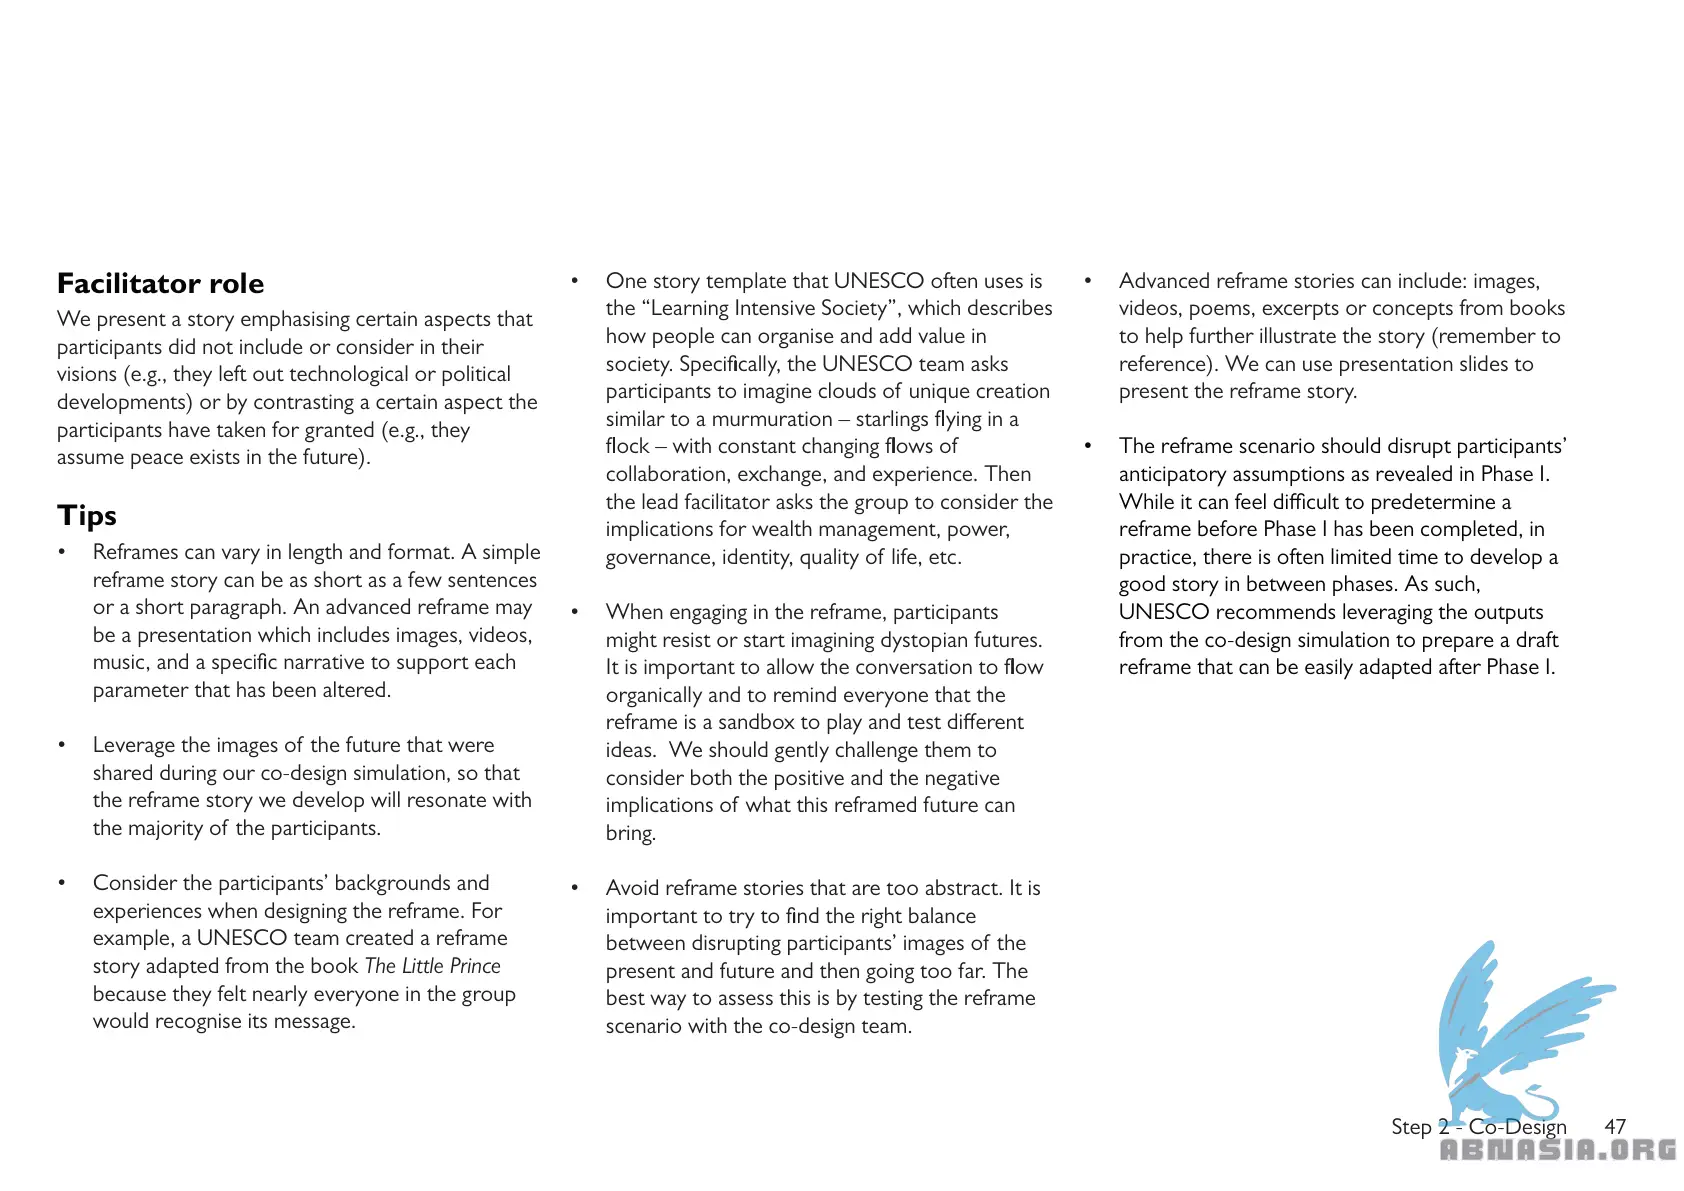 Facilitator role
We present a story emphasising certain aspects that
participants did not include or consider in their
visions (e.g., they left out technological or political
developments) or by contrasting a certain aspect the
participants have taken for granted (e.g., they
assume peace exists in the future).
Tips
• Reframes can vary in length and format. A simple
reframe story can be as short as a few sentences
or a short paragraph. An advanced reframe may
be a presentation which includes images, videos,
music, and a specific narrative to support each
parameter that has been altered.
• Leverage the images of the future that were
shared during our co-design simulation, so that
the reframe story we develop will resonate with
the majority of the participants.
• Consider the participants’ backgrounds and
experiences when designing the reframe. For
example, a UNESCO team created a reframe
story adapted from the book The Little Prince
because they felt nearly everyone in the group
would recognise its message.
• One story template that UNESCO often uses is
the “Learning Intensive Society”, which describes
how people can organise and add value in
society. Specifically, the UNESCO team asks
participants to imagine clouds of unique creation
similar to a murmuration – starlings flying in a
flock – with constant changing flows of
collaboration, exchange, and experience. Then
the lead facilitator asks the group to consider the
implications for wealth management, power,
governance, identity, quality of life, etc.
• When engaging in the reframe, participants
might resist or start imagining dystopian futures.
It is important to allow the conversation to flow
organically and to remind everyone that the
reframe is a sandbox to play and test different
ideas.  We should gently challenge them to
consider both the positive and the negative
implications of what this reframed future can
bring.
• Avoid reframe stories that are too abstract. It is
important to try to find the right balance
between disrupting participants’ images of the
present and future and then going too far. The
best way to assess this is by testing the reframe
scenario with the co-design team.
• Advanced reframe stories can include: images,
videos, poems, excerpts or concepts from books
to help further illustrate the story (remember to
reference). We can use presentation slides to
present the reframe story.
• The reframe scenario should disrupt participants’
anticipatory assumptions as revealed in Phase I.
While it can feel difficult to predetermine a
reframe before Phase I has been completed, in
practice, there is often limited time to develop a
good story in between phases. As such,
UNESCO recommends leveraging the outputs
from the co-design simulation to prepare a draft
reframe that can be easily adapted after Phase I.
Step 2 - Co-Design 47
ABNASIA.ORG